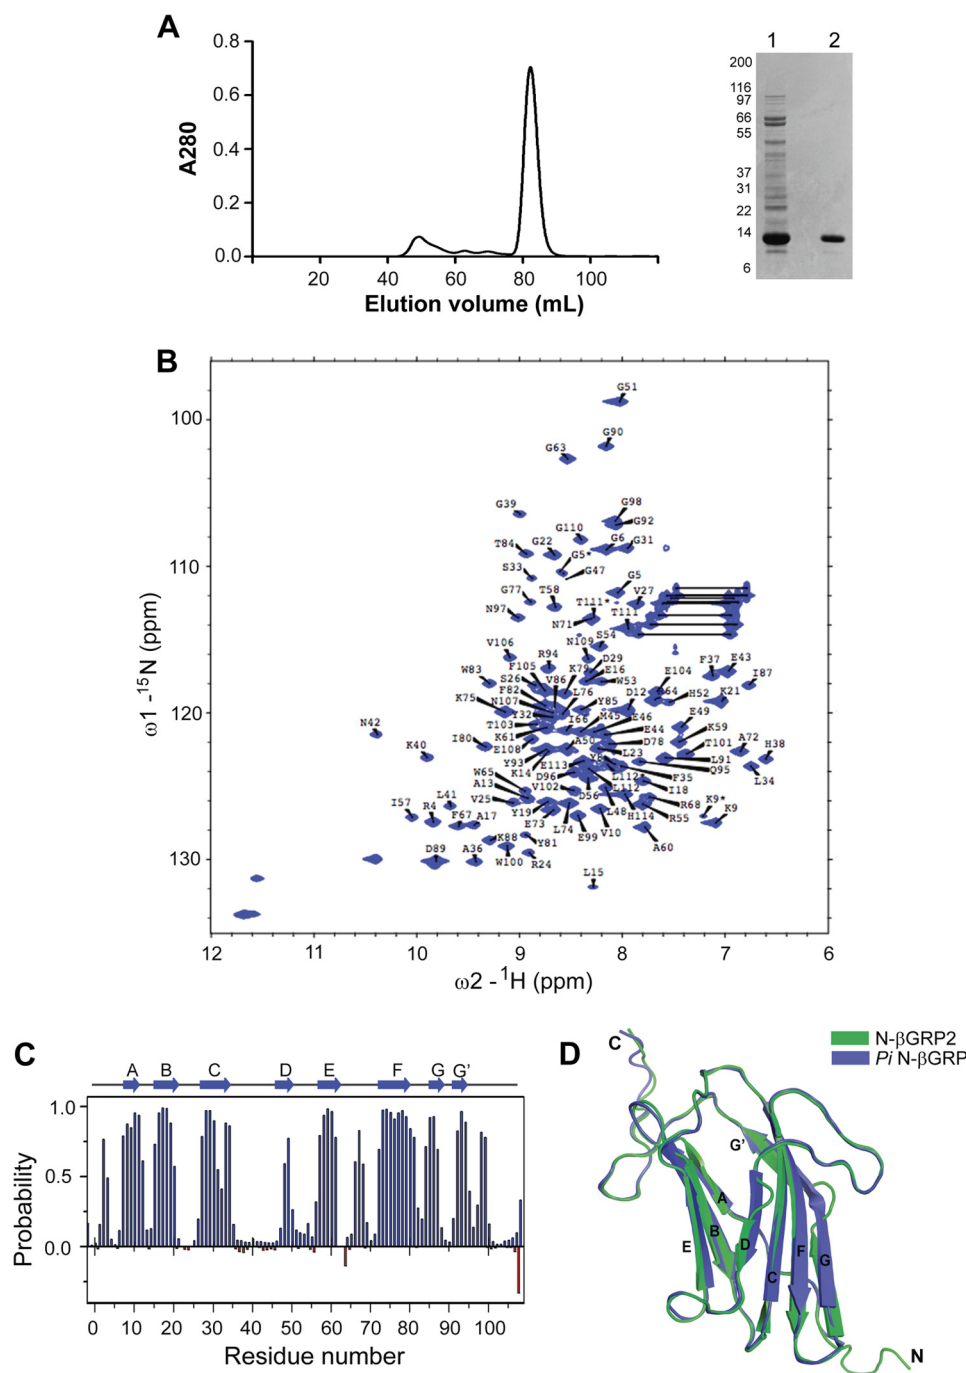 A
0.8
0.6
0.4
0.2
0.0
A280
20 40 60 80 100
Elution volume (mL)
1 2
200
116
97
66
55
37
31
22
14
6
B
100
110
120
130
ω1 -15N (ppm)
12 11 10 9 8 7 6
ω2 -1H (ppm)
G51
G90
G63
G39
G98
G92
G110
T84 G22 G6 G31
G5*
S33 G47
G77 T58 G5
V27
N97 T111*
N71 T111
V106 N109 S54
R94 D29
F105 K79 E16 F37 E43
W83 V86 W53 E104 I87
S26 R64
F82 L76 Y85 D12 H52 K21
K75 N107
Y32 M45 E46 E49
N42 T103 I66 K59
K61 E44
I80 E108 A50 D78 T101 A72
K40 Y93 Y8 L23 L91 H38
K14 E113 Q95 L34
W65 D96 L112* F35
A13 V102 L112 I18
L41 V25 D56 R68 K9*
I57 R4 Y19 L48 H114 R55 K9
F67 A17 E73 V10
K88 L74 E99
Y81 A60
D89 A36 W100 R24
L15
C
A B C D E F G G’
1.0
0.5
0.0
Probability
0 10 20 30 40 50 60 70 80 90 100
Residue number
D
N-βGRP2
Pi N-βGRP
C
G’
A
B
E
D
C
F
G
N